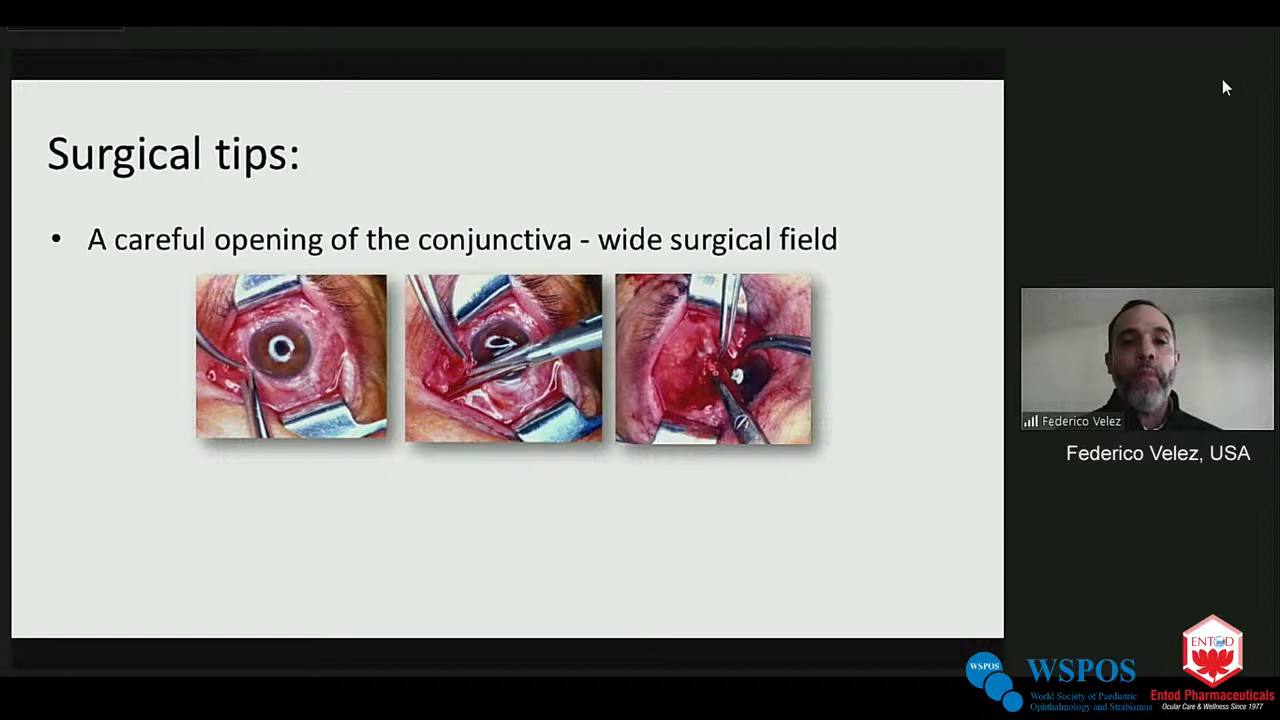 Surgical tips:
• A careful opening of the conjunctiva - wide surgical field
Federico Velez
Federico Velez, USA
WSPOS
WSPOS
World Society of Paediatric
Ophthalmology and Strabismus
ENTOD
Entod Pharmaceuticals
Ocular Care & Wellness Since 1977